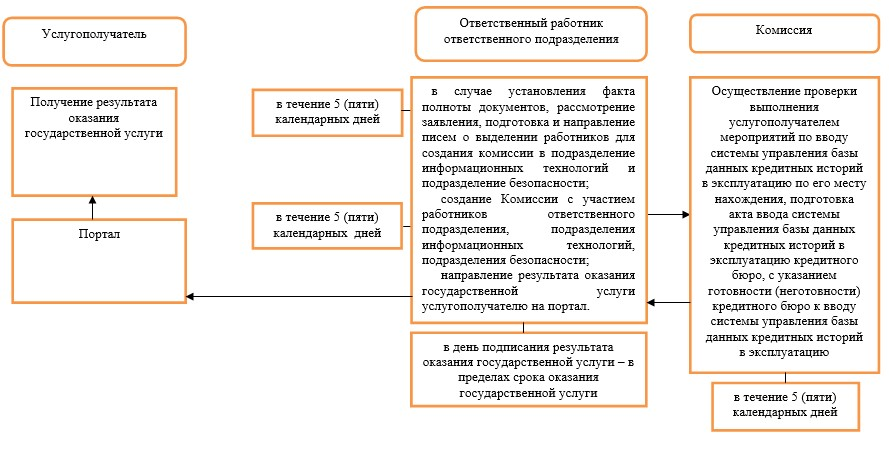 Услугополучатель
Ответственный работник
ответственного подразделения
Комиссия
Получение результата
оказания
государственной услуги
Портал
в течение 5 (пяти)
календарных дней
в течение 5 (пяти)
календарных дней
в случае установления факта
полноты документов, рассмотрение
заявления, подготовка и направление
писем о выделении работников для
создания комиссии в подразделение
информационных технологий и
подразделение безопасности;
создание Комиссии с участием
работников ответственного
подразделения, подразделения
информационных технологий,
подразделения безопасности;
направление результата оказания
государственной услуги
услугополучателю на портал.
в день подписания результата
оказания государственной услуги – в
пределах срока оказания
государственной услуги
Осуществление проверки
выполнения
услугополучателем
мероприятий по вводу
системы управления базы
данных кредитных историй
в эксплуатацию по его месту
нахождения, подготовка
акта ввода системы
управления базы данных
кредитных историй в
эксплуатацию кредитного
бюро, с указанием
готовности (неготовности)
кредитного бюро к вводу
системы управления базы
данных кредитных историй
в эксплуатацию
в течение 5 (пяти)
календарных дней